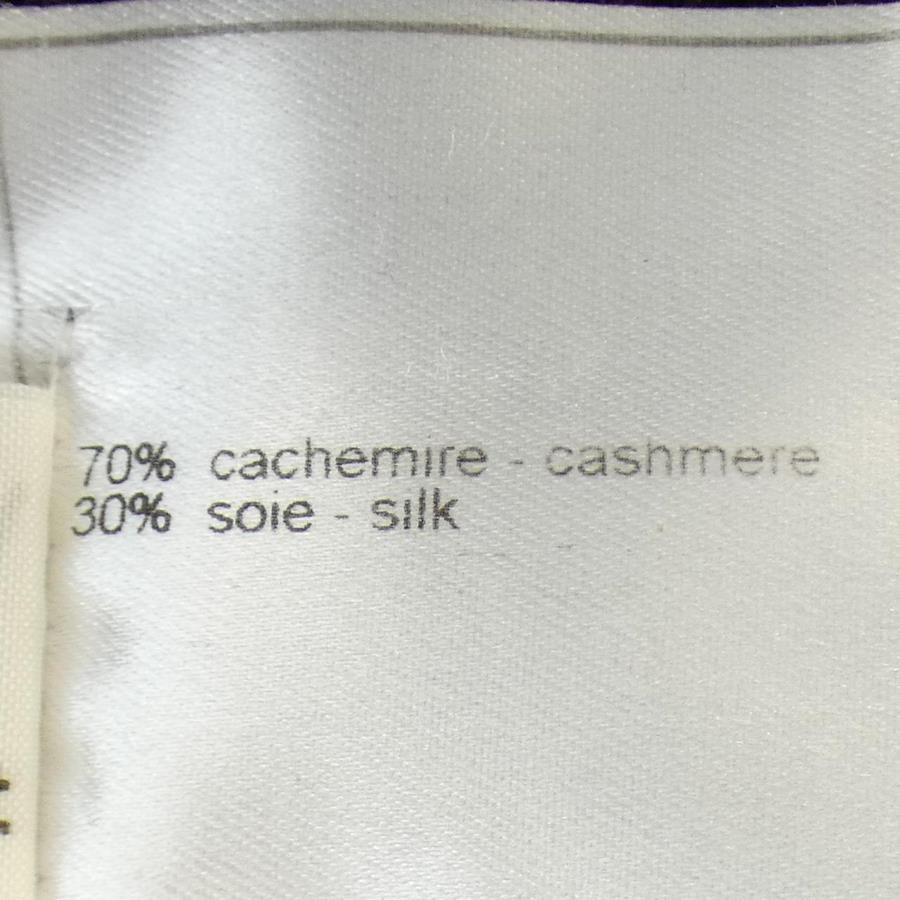 70% cachemire - cashmere
30% soie - silk